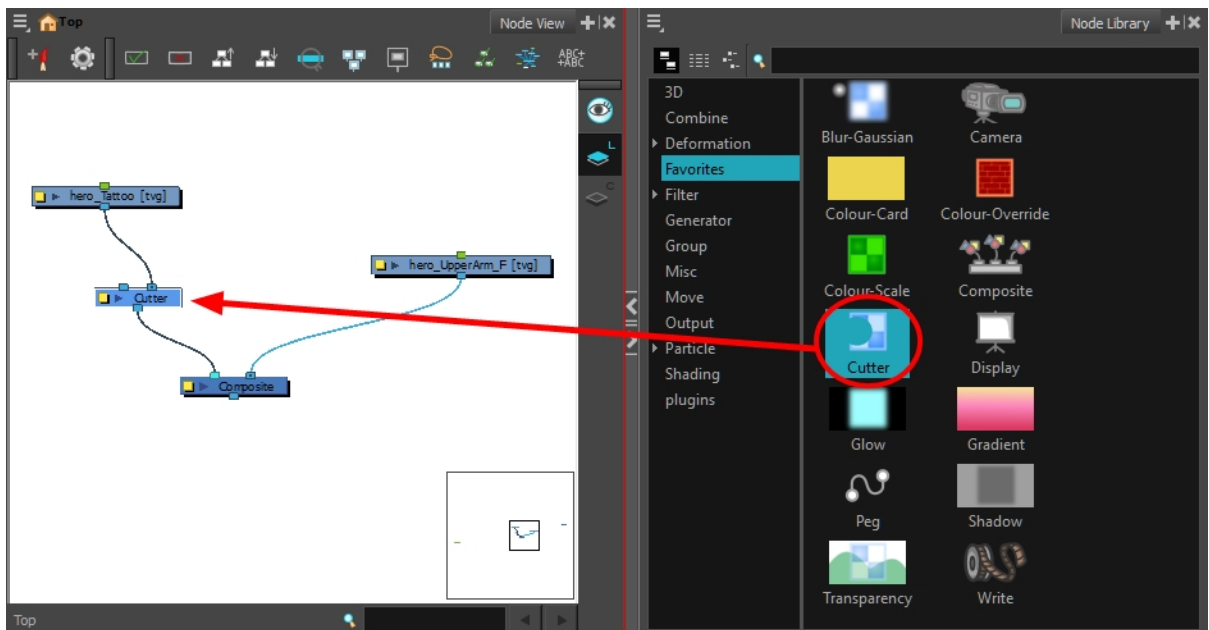 Top
Node View
Node Library
ABC+
+ABC
L
C
hero_Tattoo [tvg]
hero_UpperArm_F [tvg]
Cutter
Composite
Top
3D
Combine
Deformation
Favorites
Filter
Generator
Group
Misc
Move
Output
Particle
Shading
plugins
Blur-Gaussian
Camera
Colour-Card
Colour-Override
Colour-Scale
Composite
Cutter
Display
Glow
Gradient
Peg
Shadow
Transparency
Write